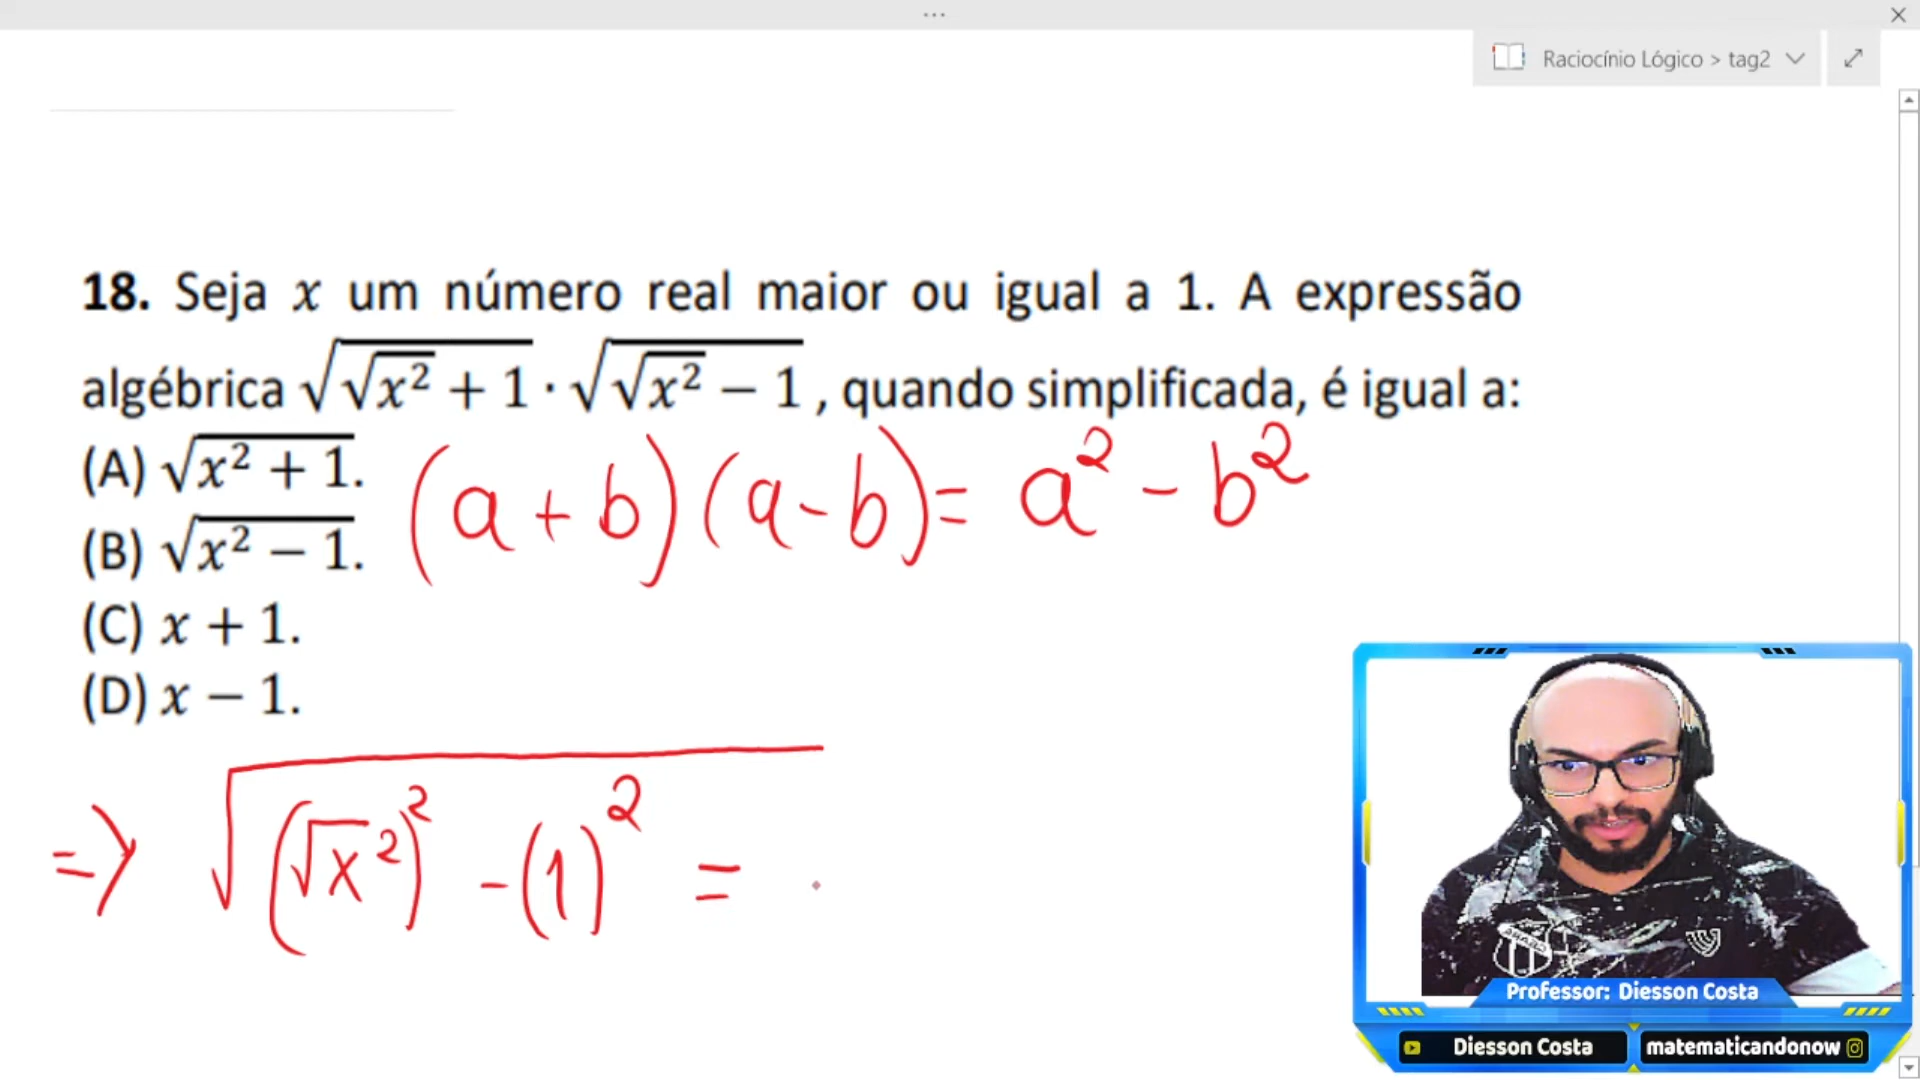 ...
Raciocínio Lógico > tag2
18. Seja x um número real maior ou igual a 1. A expressão
algébrica √(√(x²) + 1) · √(√(x²) − 1), quando simplificada, é igual a:
(A) √(x² + 1).
(B) √(x² − 1).
(C) x + 1.
(D) x − 1.
(a + b)(a - b) = a² - b²
=> √((√x²)² - (1)²) =
Professor: Diesson Costa
Diesson Costa
matematicandonow